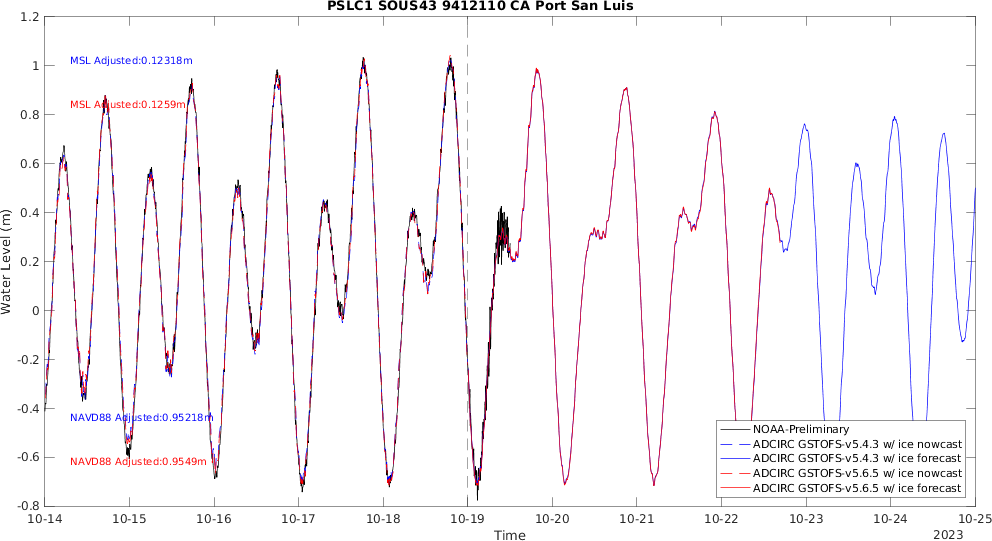 PSLC1 SOUS43 9412110 CA Port San Luis
1.2
1
0.8
0.6
0.4
0.2
0
-0.2
-0.4
-0.6
-0.8
Water Level (m)
MSL Adjusted:0.12318m
MSL Adjusted:0.1259m
NAVD88 Adjusted:0.95218m
NAVD88 Adjusted:0.9549m
NOAA-Preliminary
ADCIRC GSTOFS-v5.4.3 w/ ice nowcast
ADCIRC GSTOFS-v5.4.3 w/ ice forecast
ADCIRC GSTOFS-v5.6.5 w/ ice nowcast
ADCIRC GSTOFS-v5.6.5 w/ ice forecast
10-14 10-15 10-16 10-17 10-18 10-19 10-20 10-21 10-22 10-23 10-24 10-25
Time
2023